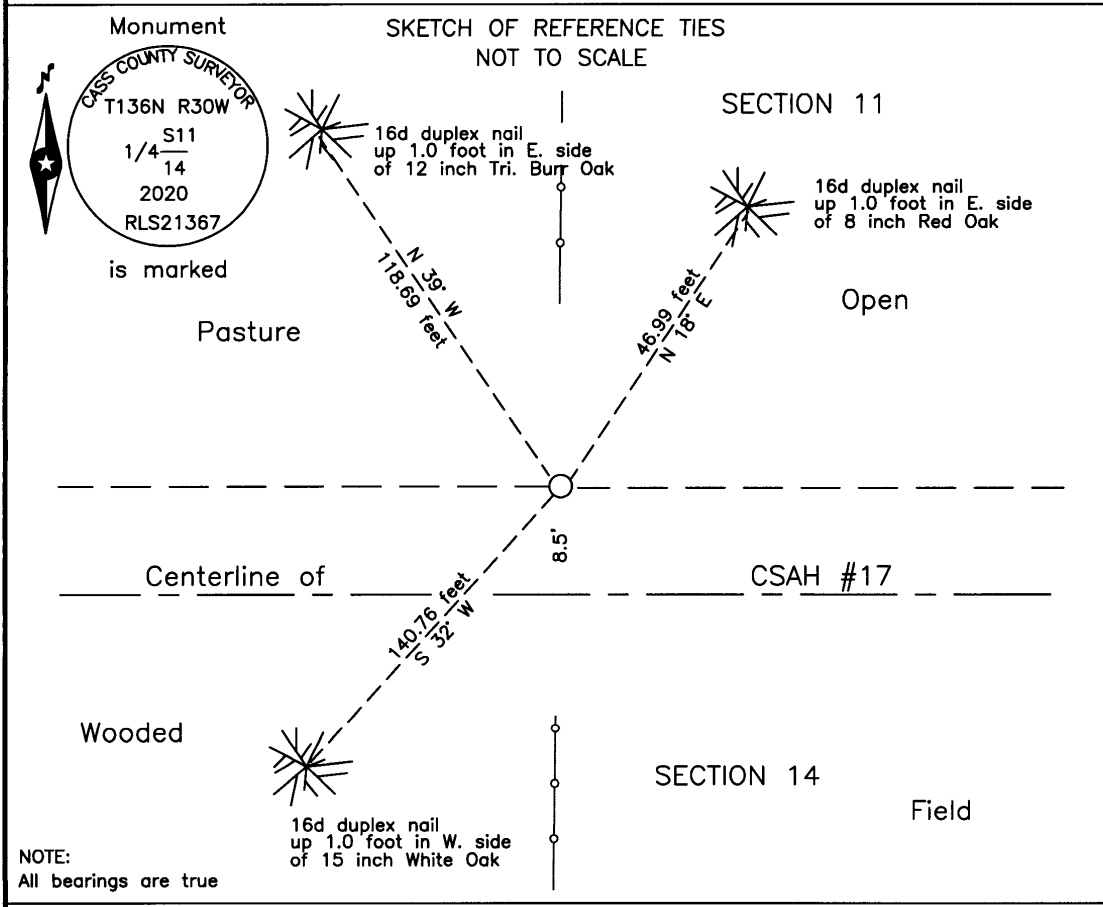 Monument
CASS COUNTY SURVEYOR
T136N R30W
S11
1/4
14
2020
RLS21367
is marked
SKETCH OF REFERENCE TIES
NOT TO SCALE
N
SECTION 11
16d duplex nail
up 1.0 foot in E. side
of 12 inch Tri. Burr Oak
16d duplex nail
up 1.0 foot in E. side
of 8 inch Red Oak
N 39° W
118.69 feet
46.99 feet
N 18° E
Open
Pasture
8.5'
Centerline of
CSAH #17
140.76 feet
S 32° W
Wooded
SECTION 14
Field
16d duplex nail
up 1.0 foot in W. side
of 15 inch White Oak
NOTE:
All bearings are true